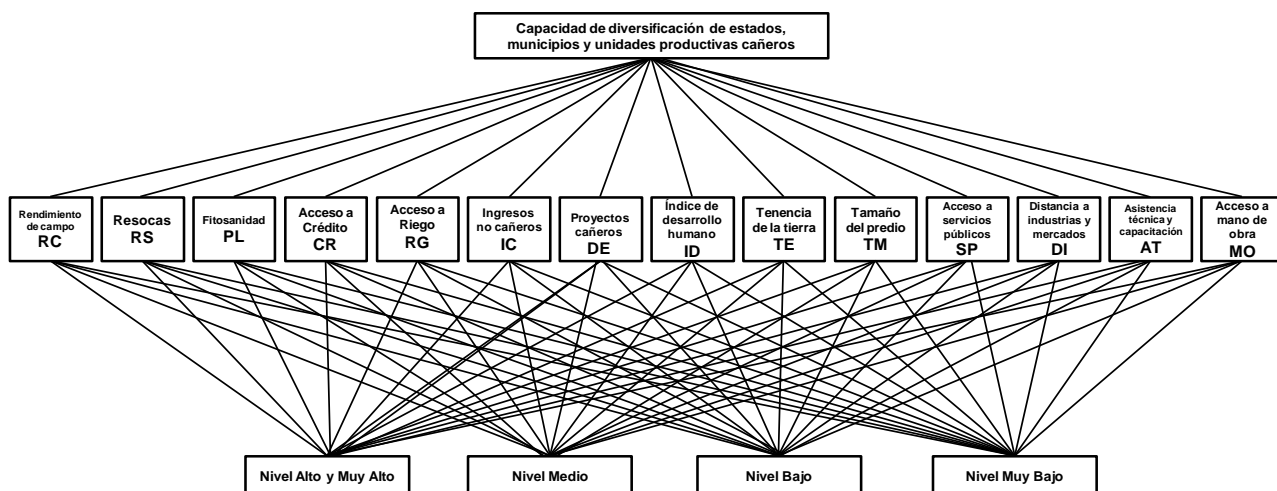 Capacidad de diversificación de estados,
municipios y unidades productivas cañeros
Rendimiento
de campo
RC
Resocas
RS
Fitosanidad
PL
Acceso a
Crédito
CR
Acceso a
Riego
RG
Ingresos
no cañeros
IC
Proyectos
cañeros
DE
Índice de
desarrollo
humano
ID
Tenencia
de la tierra
TE
Tamaño
del predio
TM
Acceso a
servicios
públicos
SP
Distancia a
industrias y
mercados
DI
Asistencia
técnica y
capacitación
AT
Acceso a
mano de
obra
MO
Nivel Alto y Muy Alto
Nivel Medio
Nivel Bajo
Nivel Muy Bajo